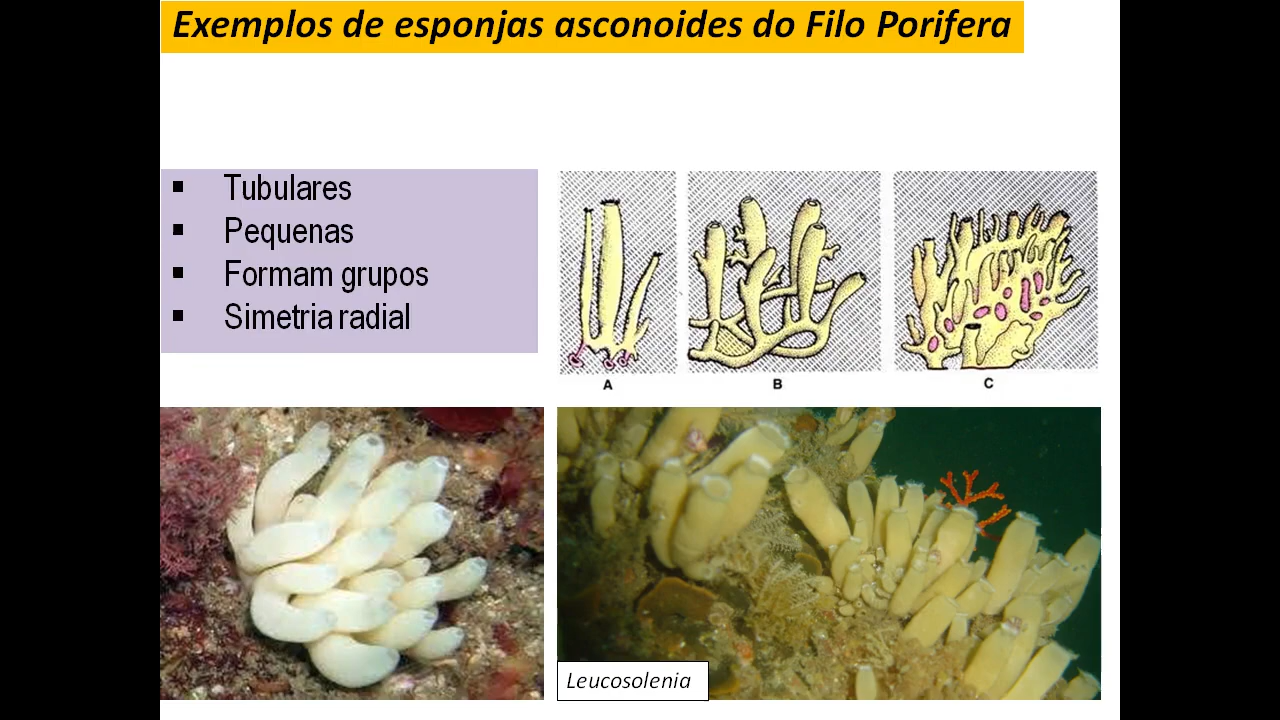 Exemplos de esponjas asconoides do Filo Porifera
▪ Tubulares
▪ Pequenas
▪ Formam grupos
▪ Simetria radial
A B C
Leucosolenia